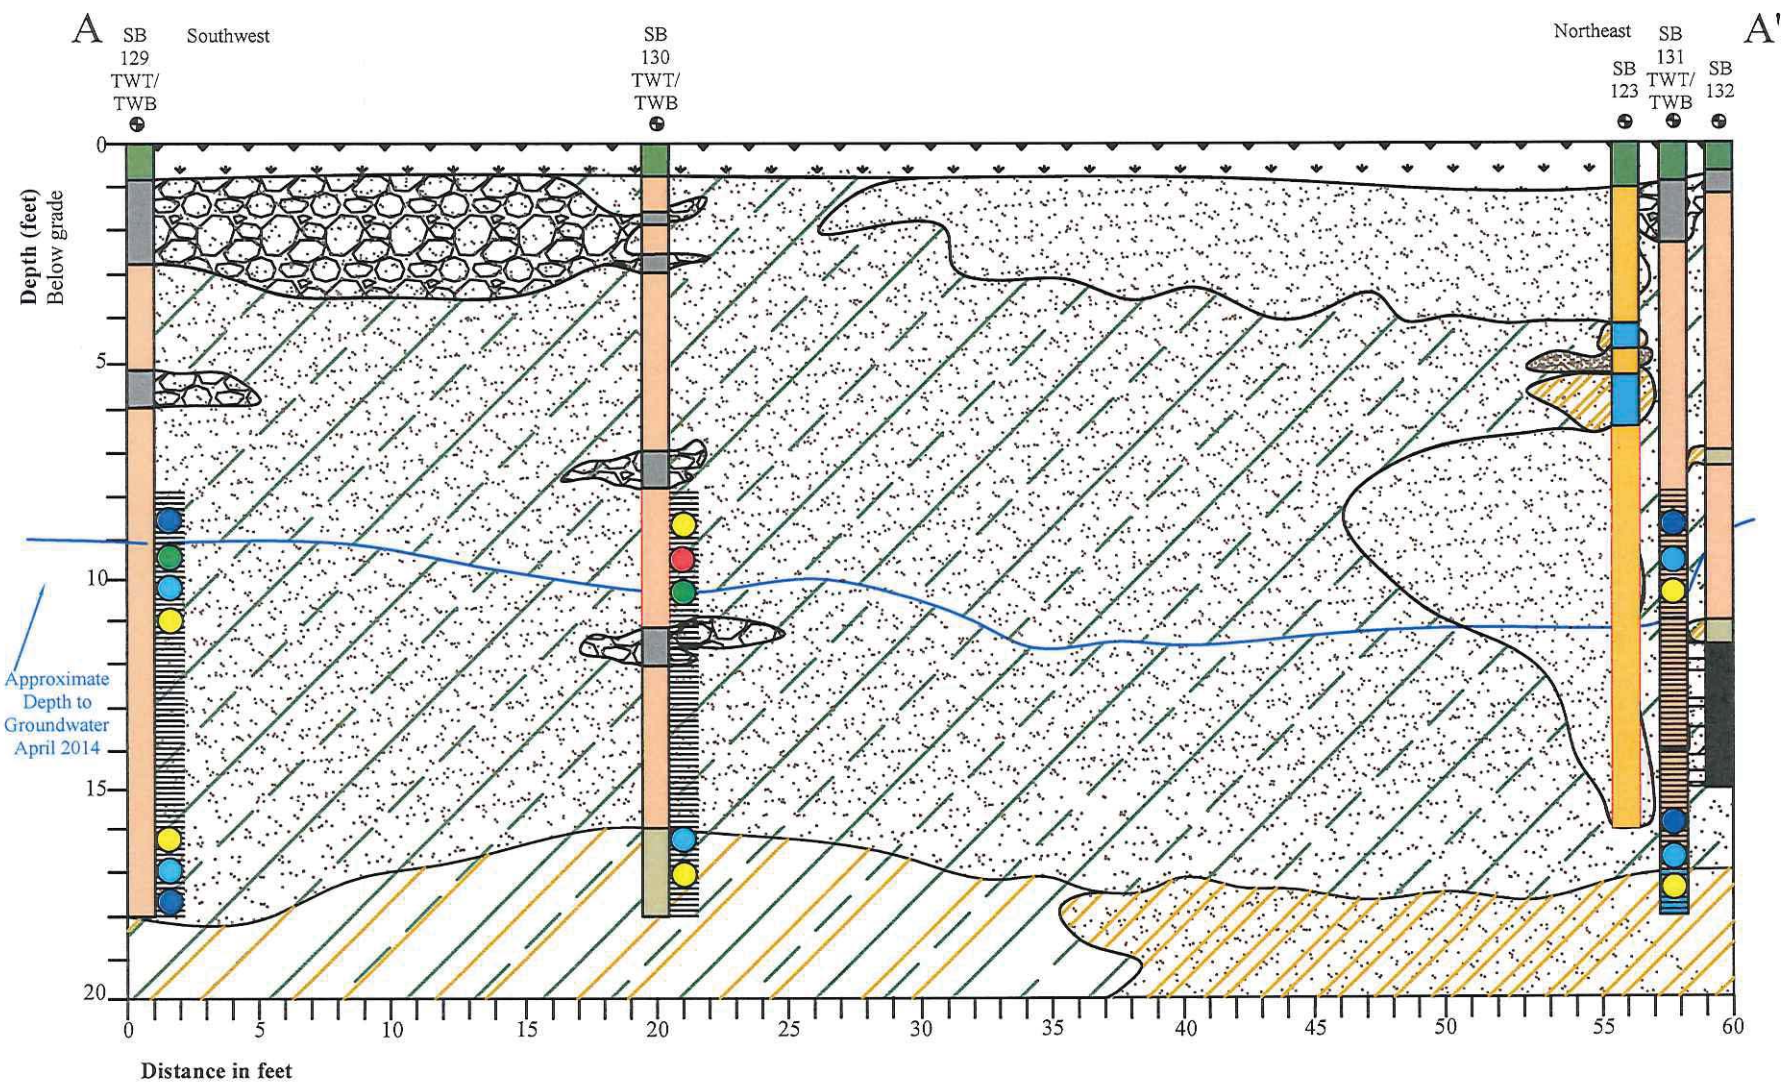 A
SB
129
TWT/
TWB
Southwest
SB
130
TWT/
TWB
Northeast
SB
123
SB
131
TWT/
TWB
SB
132
A'
Depth (feet)
Below grade
0
5
10
15
20
Approximate
Depth to
Groundwater
April 2014
0 5 10 15 20 25 30 35 40 45 50 55 60
Distance in feet